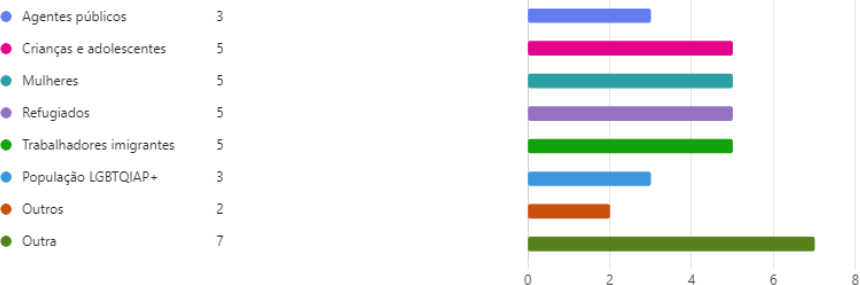 Agentes públicos 3
Crianças e adolescentes 5
Mulheres 5
Refugiados 5
Trabalhadores imigrantes 5
População LGBTQIAP+ 3
Outros 2
Outra 7
0 2 4 6 8